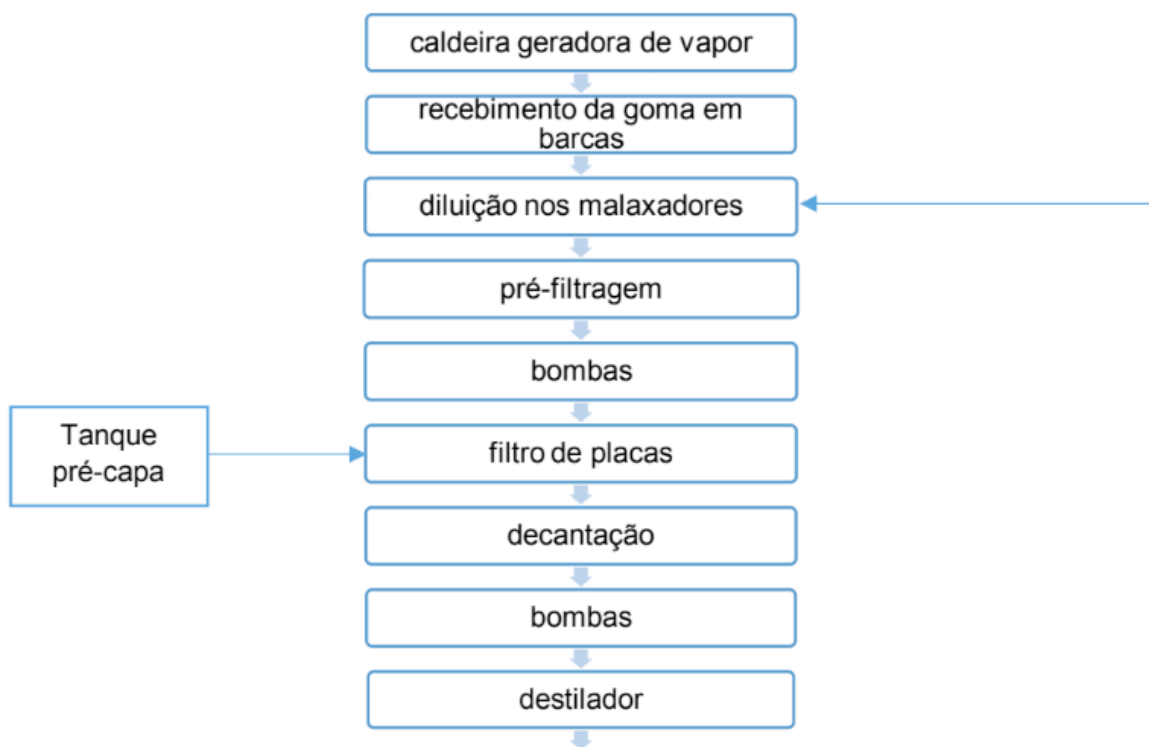 caldeira geradora de vapor
recebimento da goma em
barcas
diluição nos malaxadores
pré-filtragem
bombas
Tanque
pré-capa
filtro de placas
decantação
bombas
destilador